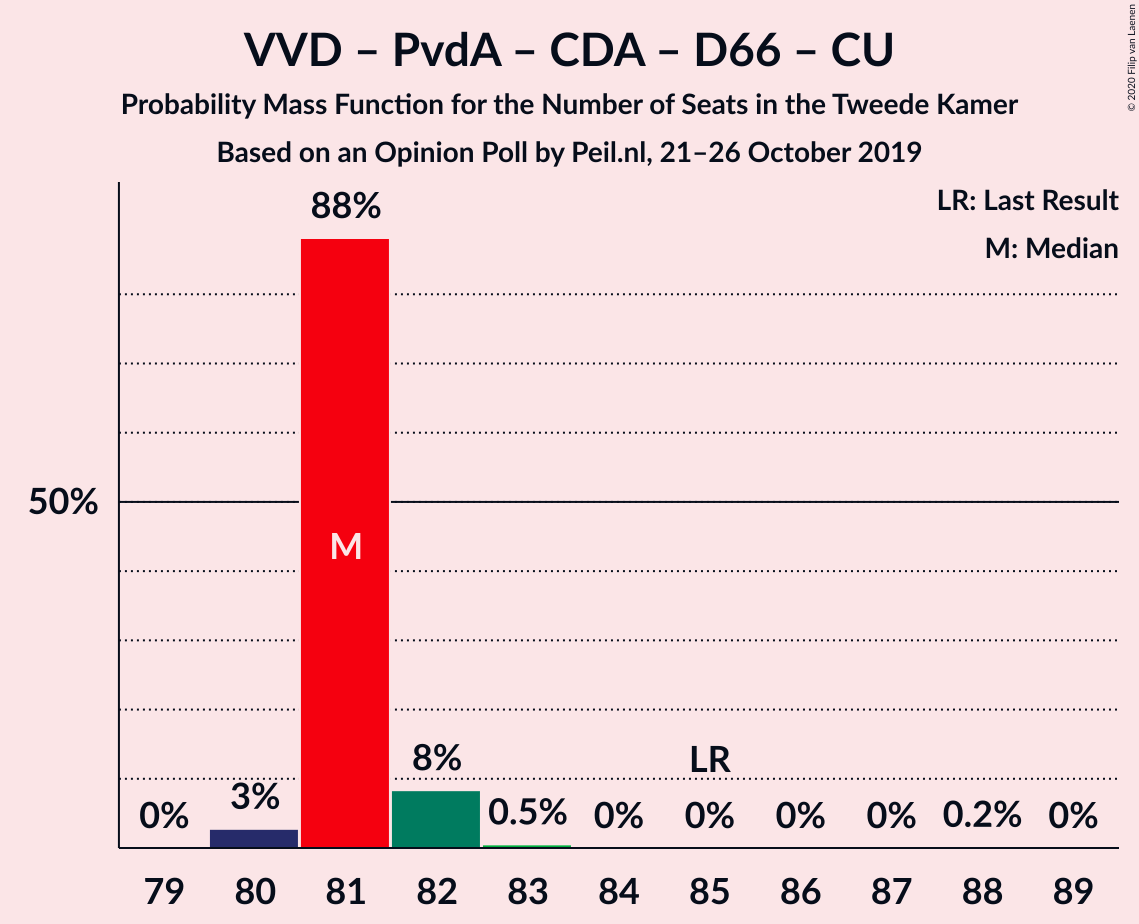 VVD – PvdA – CDA – D66 – CU
Probability Mass Function for the Number of Seats in the Tweede Kamer
Based on an Opinion Poll by Peil.nl, 21–26 October 2019
© 2020 Filip van Laenen
LR: Last Result
M: Median
88%
50%
M
0%
3%
8%
0.5%
0%
LR
0%
0%
0%
0.2%
0%
79 80 81 82 83 84 85 86 87 88 89